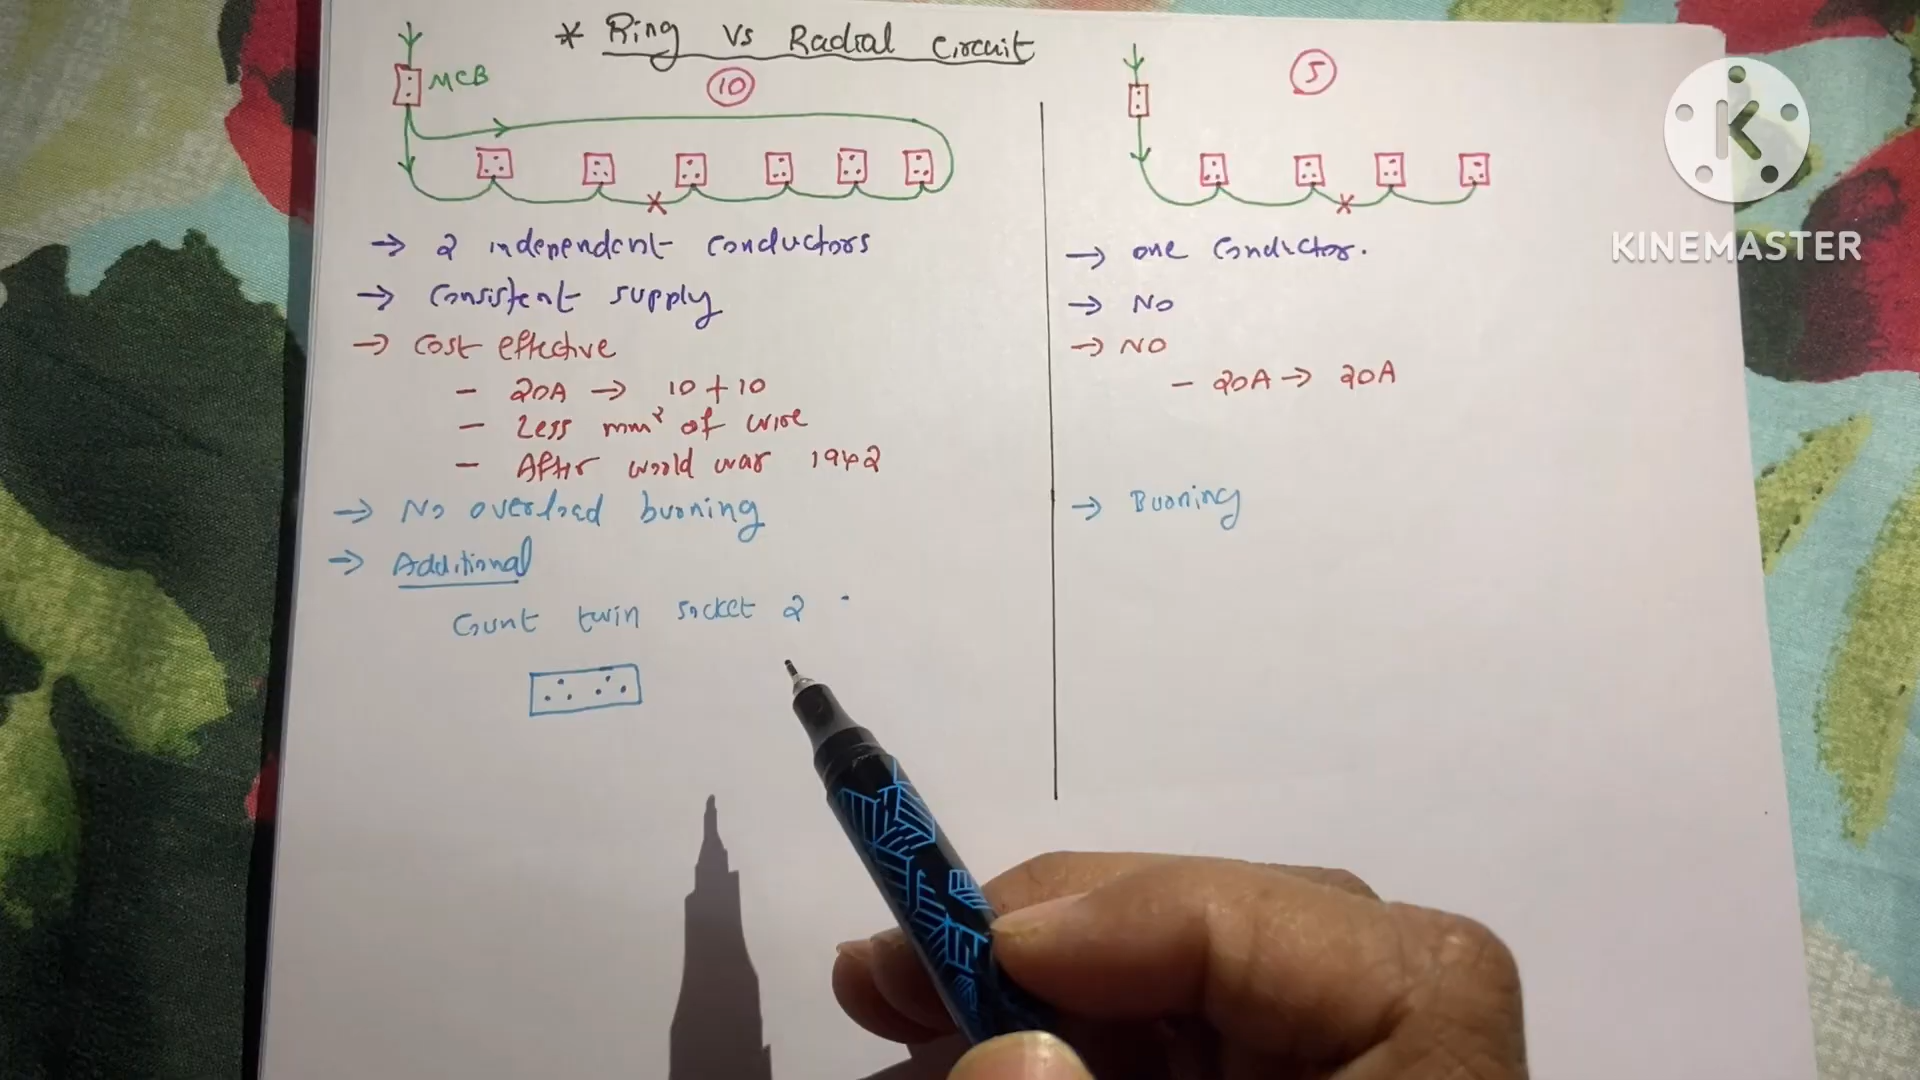 * Ring vs Radial Circuit
MCB
10
→ 2 independent conductors
→ Consistent supply
→ Cost effective
- 20A → 10 + 10
- Less mm² of wire
- After world war 1942
→ No overload burning
→ Additional
Count twin socket 2
5
→ one Conductor.
→ No
→ NO
- 20A → 20A
→ Burning
K
KINEMASTER